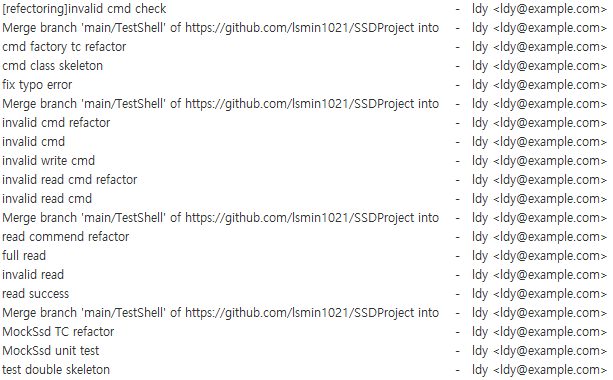 [refectoring]invalid cmd check - ldy <ldy@example.com>
Merge branch 'main/TestShell' of https://github.com/lsmin1021/SSDProject into - ldy <ldy@example.com>
cmd factory tc refactor - ldy <ldy@example.com>
cmd class skeleton - ldy <ldy@example.com>
fix typo error - ldy <ldy@example.com>
Merge branch 'main/TestShell' of https://github.com/lsmin1021/SSDProject into - ldy <ldy@example.com>
invalid cmd refactor - ldy <ldy@example.com>
invalid cmd - ldy <ldy@example.com>
invalid write cmd - ldy <ldy@example.com>
invalid read cmd refactor - ldy <ldy@example.com>
invalid read cmd - ldy <ldy@example.com>
Merge branch 'main/TestShell' of https://github.com/lsmin1021/SSDProject into - ldy <ldy@example.com>
read commend refactor - ldy <ldy@example.com>
full read - ldy <ldy@example.com>
invalid read - ldy <ldy@example.com>
read success - ldy <ldy@example.com>
Merge branch 'main/TestShell' of https://github.com/lsmin1021/SSDProject into - ldy <ldy@example.com>
MockSsd TC refactor - ldy <ldy@example.com>
MockSsd unit test - ldy <ldy@example.com>
test double skeleton - ldy <ldy@example.com>